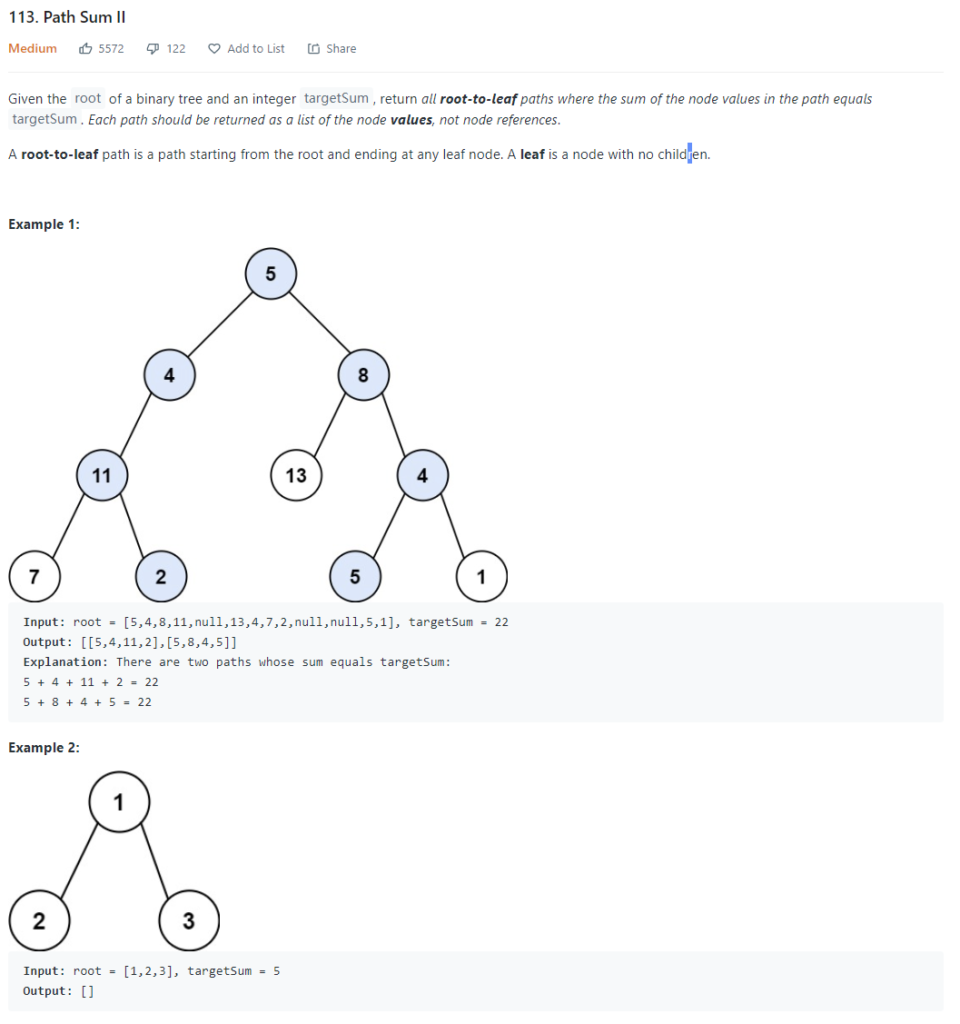 113. Path Sum II
Medium 5572 122 Add to List Share
Given the root of a binary tree and an integer targetSum , return all root-to-leaf paths where the sum of the node values in the path equals
targetSum . Each path should be returned as a list of the node values, not node references.
A root-to-leaf path is a path starting from the root and ending at any leaf node. A leaf is a node with no children.
Example 1:
5
4 8
11 13 4
7 2 5 1
Input: root = [5,4,8,11,null,13,4,7,2,null,null,5,1], targetSum = 22
Output: [[5,4,11,2],[5,8,4,5]]
Explanation: There are two paths whose sum equals targetSum:
5 + 4 + 11 + 2 = 22
5 + 8 + 4 + 5 = 22
Example 2:
1
2 3
Input: root = [1,2,3], targetSum = 5
Output: []